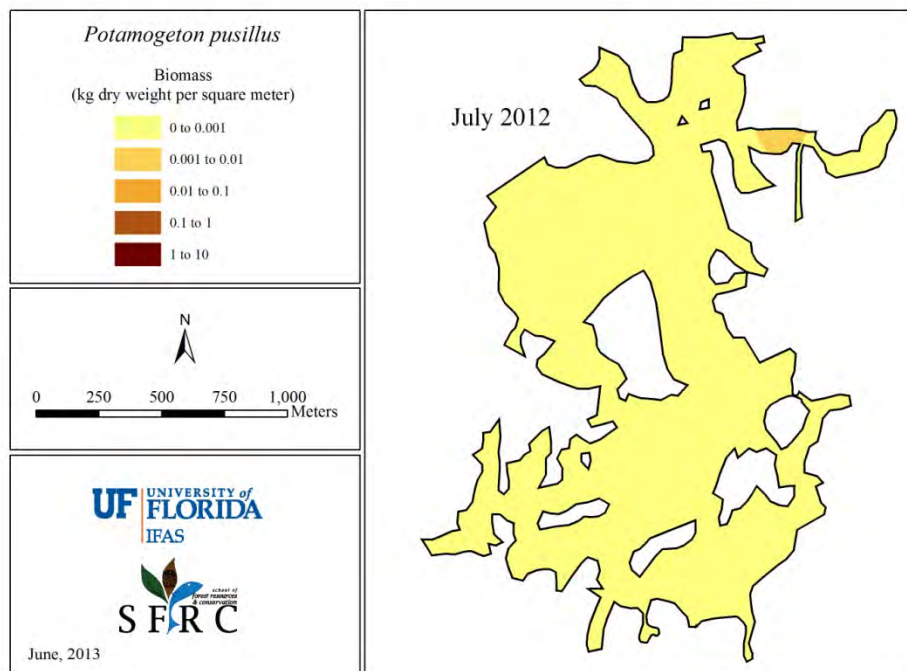 Potamogeton pusillus
Biomass
(kg dry weight per square meter)
0 to 0.001
0.001 to 0.01
0.01 to 0.1
0.1 to 1
1 to 10
N
0 250 500 750 1,000
Meters
UF UNIVERSITY of
FLORIDA
IFAS
school of
forest resources
& conservation
SFRC
June, 2013
July 2012